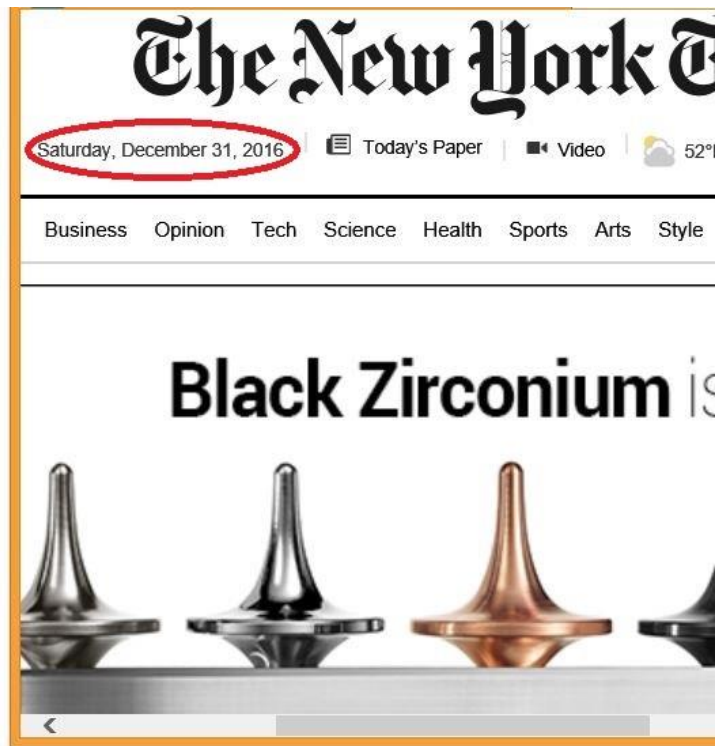 The New York
Saturday, December 31, 2016 Today's Paper Video 52°
Business Opinion Tech Science Health Sports Arts Style
Black Zirconium is